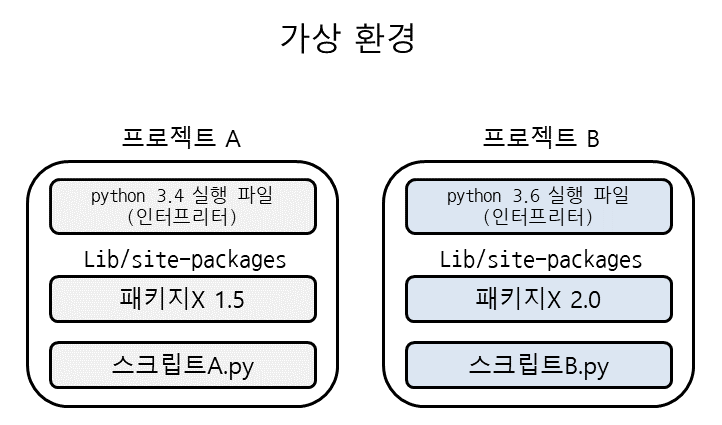 가상 환경
프로젝트 A
python 3.4 실행 파일
(인터프리터)
Lib/site-packages
패키지X 1.5
스크립트A.py
프로젝트 B
python 3.6 실행 파일
(인터프리터)
Lib/site-packages
패키지X 2.0
스크립트B.py